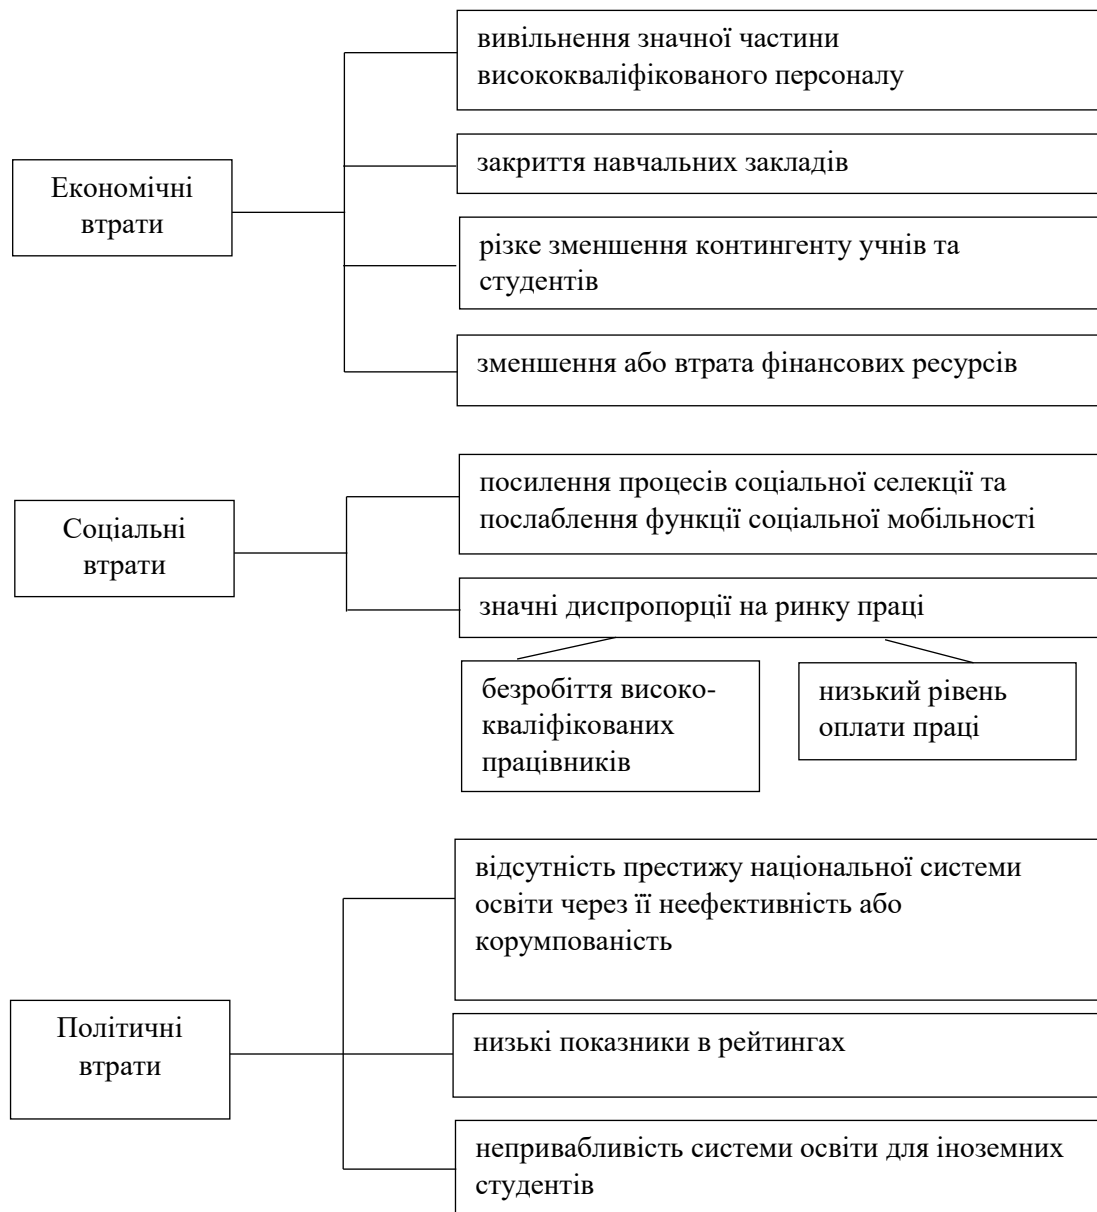 вивільнення значної частини
висококваліфікованого персоналу
закриття навчальних закладів
Економічні
втрати
різке зменшення контингенту учнів та
студентів
зменшення або втрата фінансових ресурсів
посилення процесів соціальної селекції та
послаблення функції соціальної мобільності
Соціальні
втрати
значні диспропорції на ринку праці
безробіття високо-
кваліфікованих
працівників
низький рівень
оплати праці
відсутність престижу національної системи
освіти через її неефективність або
корумпованість
Політичні
втрати
низькі показники в рейтингах
непривабливість системи освіти для іноземних
студентів